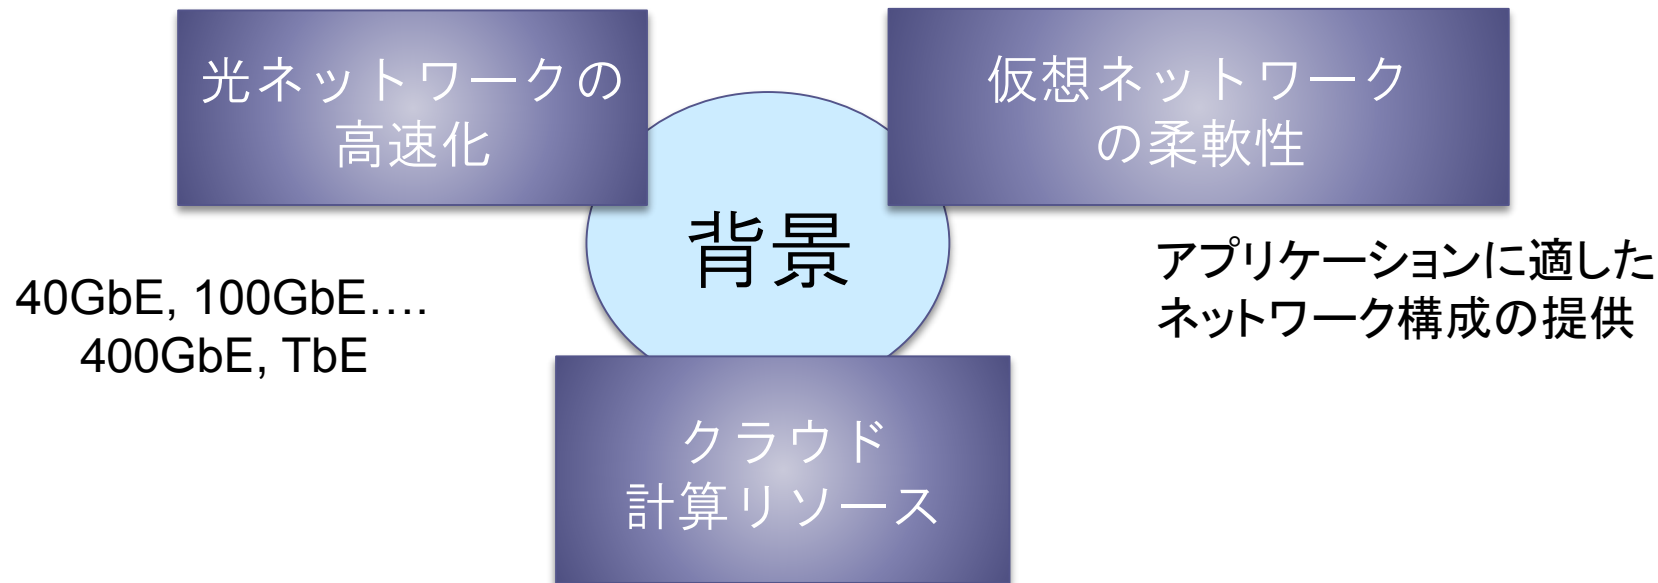 光ネットワークの
高速化
仮想ネットワーク
の柔軟性
背景
40GbE, 100GbE….
400GbE, TbE
アプリケーションに適した
ネットワーク構成の提供
クラウド
計算リソース